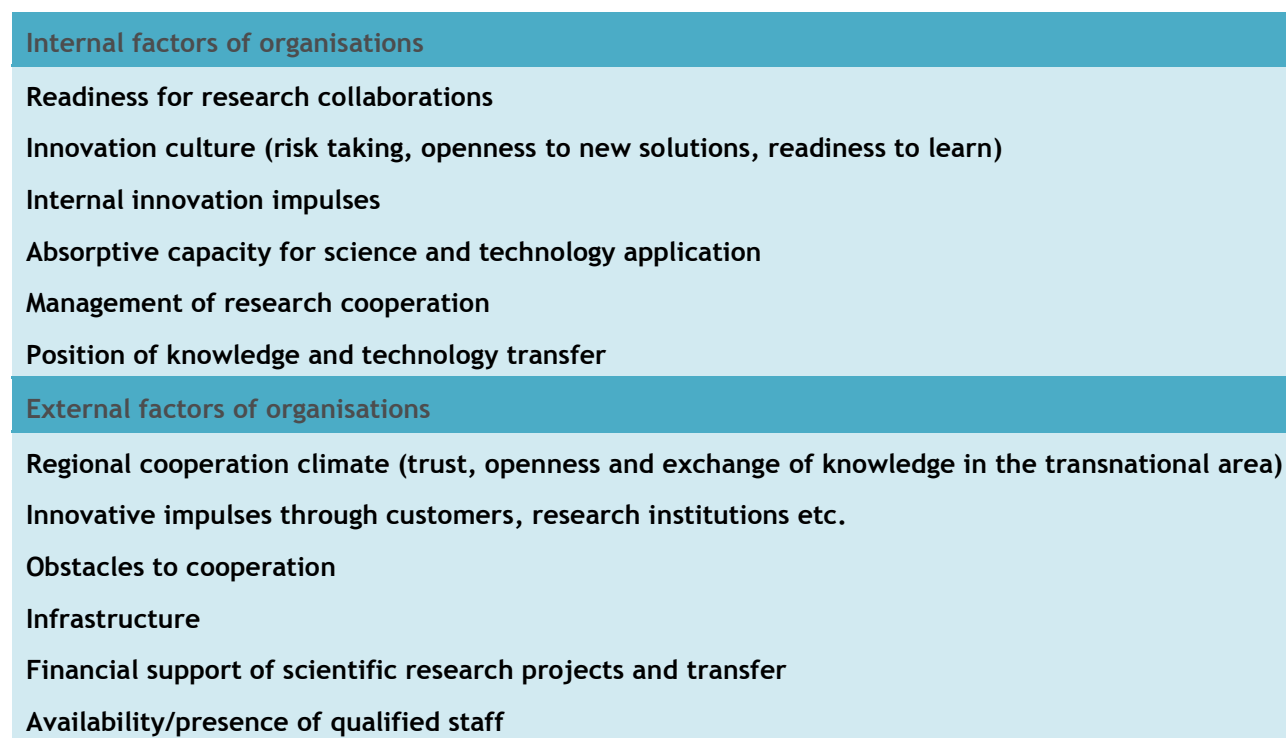 Internal factors of organisations
Readiness for research collaborations
Innovation culture (risk taking, openness to new solutions, readiness to learn)
Internal innovation impulses
Absorptive capacity for science and technology application
Management of research cooperation
Position of knowledge and technology transfer
External factors of organisations
Regional cooperation climate (trust, openness and exchange of knowledge in the transnational area)
Innovative impulses through customers, research institutions etc.
Obstacles to cooperation
Infrastructure
Financial support of scientific research projects and transfer
Availability/presence of qualified staff